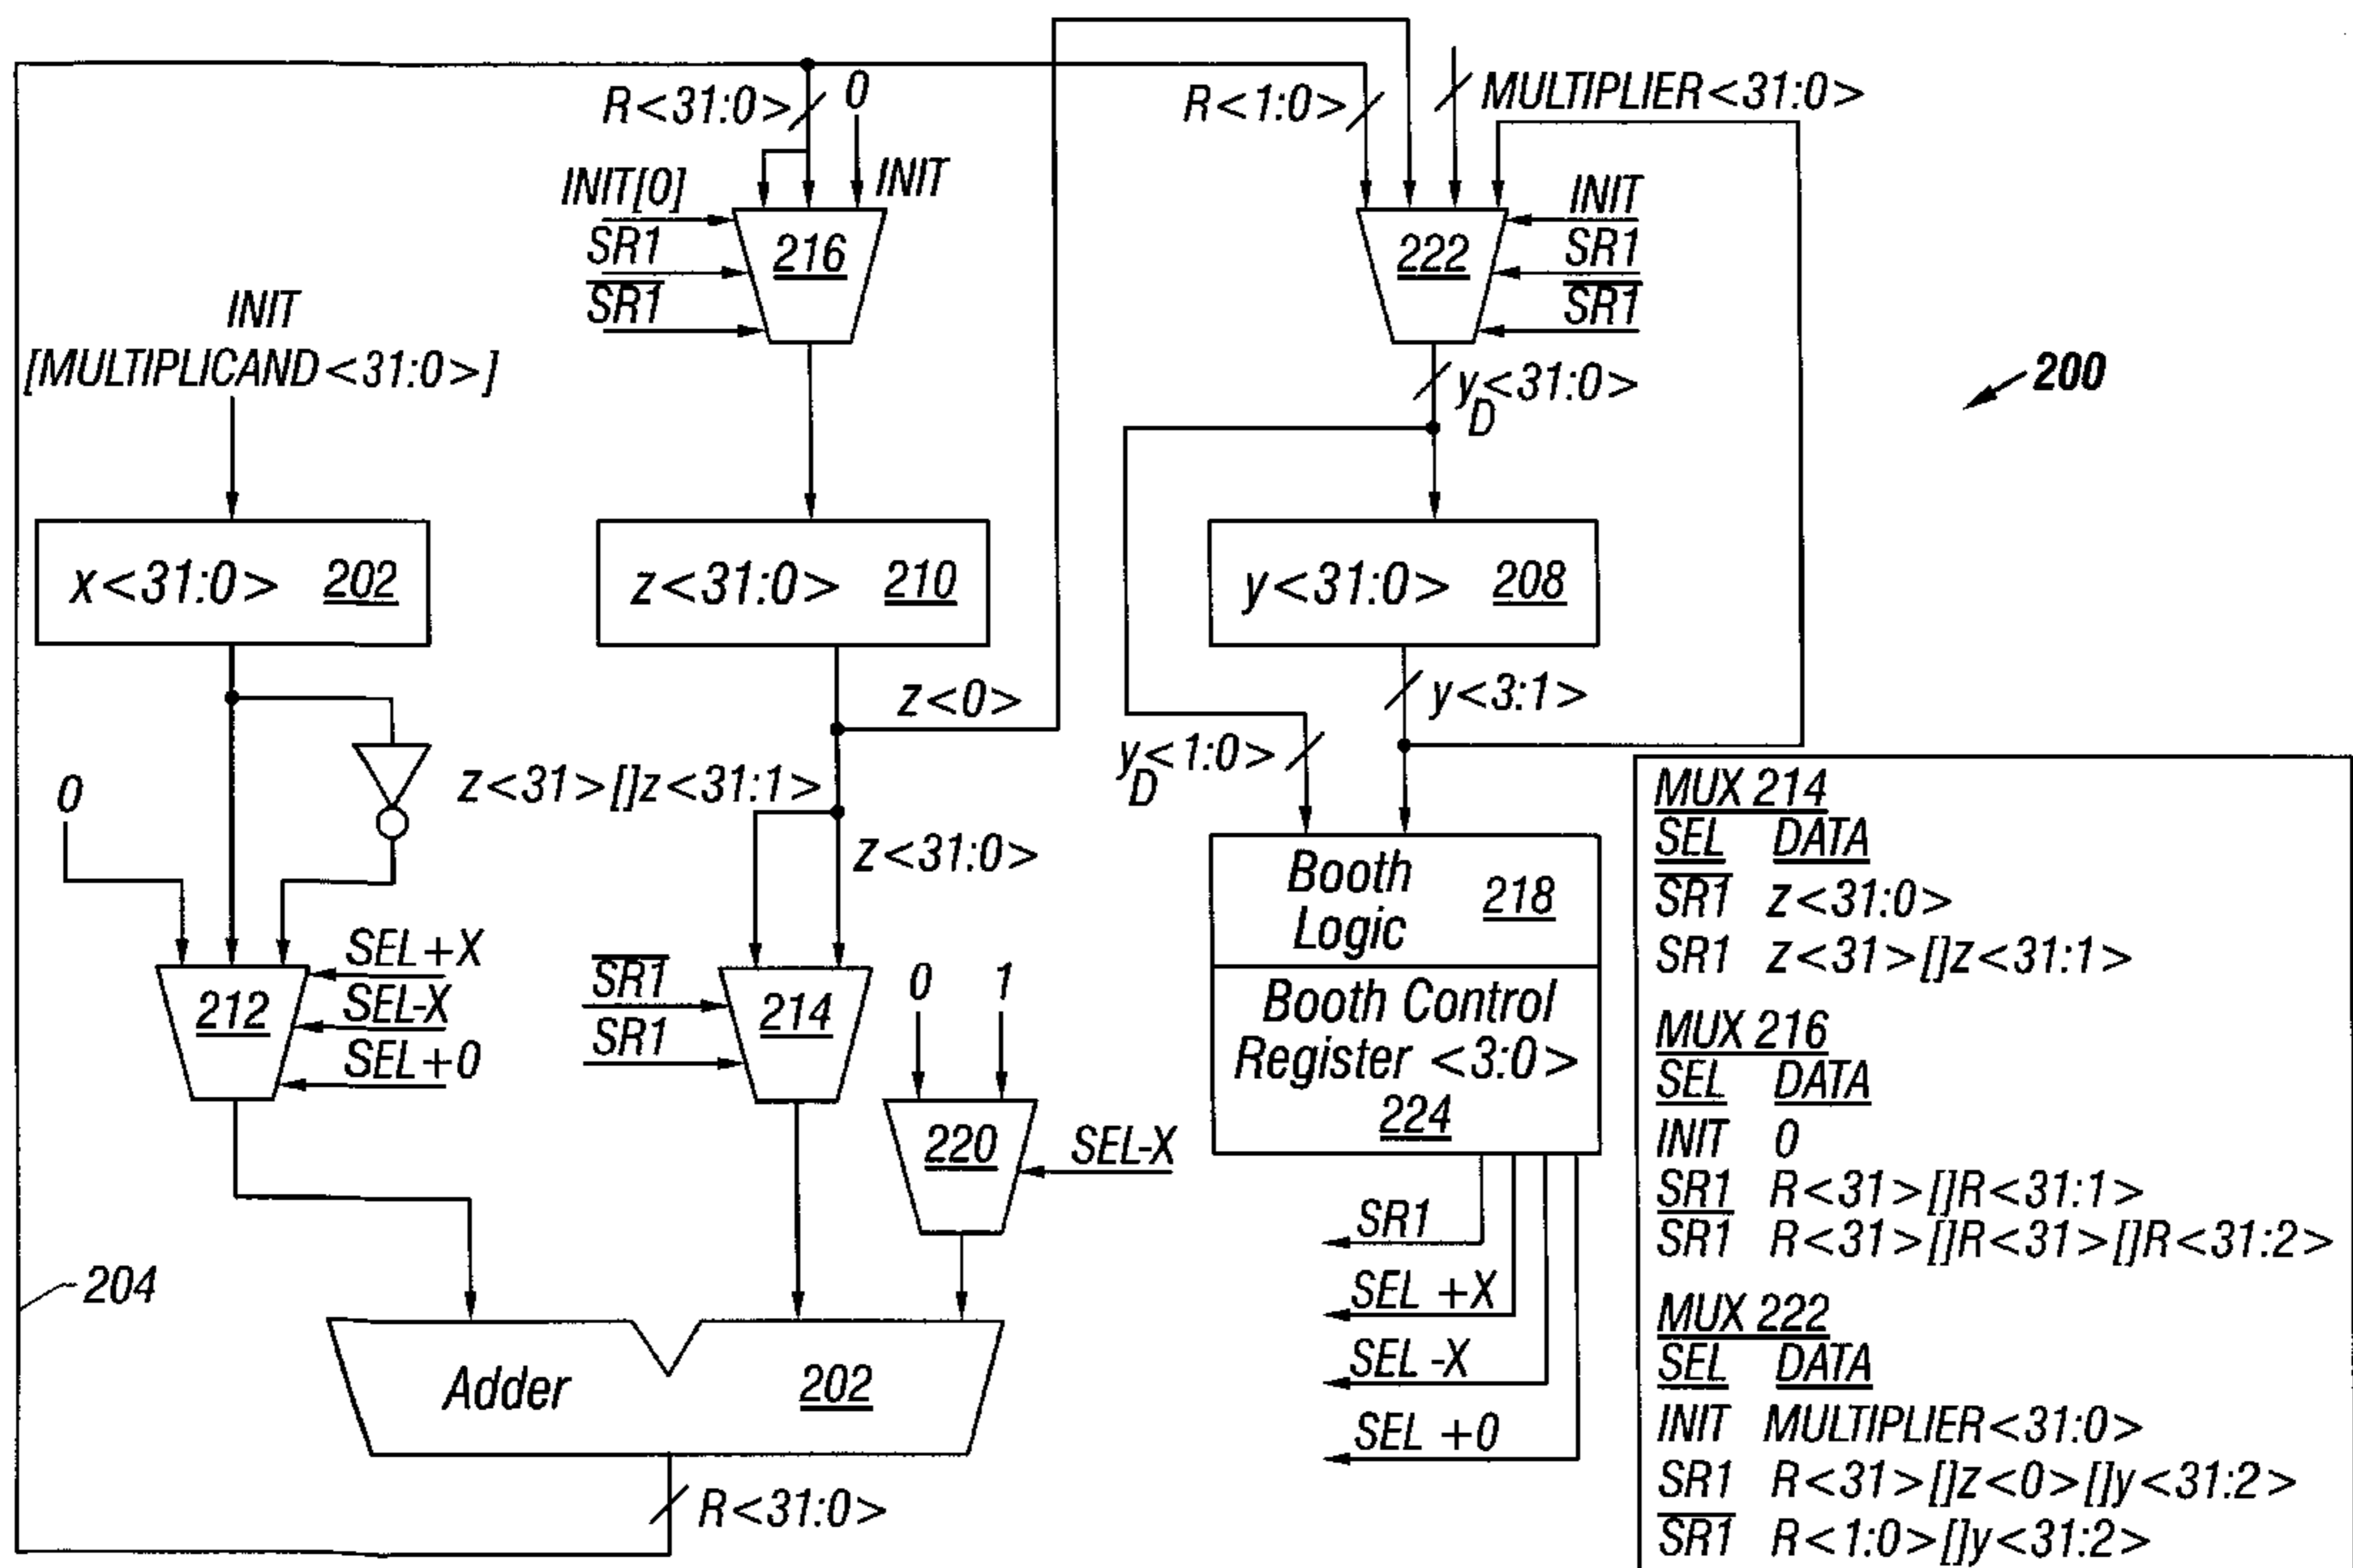 R<31:0>
0
R<1:0>
MULTIPLIER<31:0>
INIT[0]
INIT
SR1
SR1
216
INIT
SR1
SR1
222
INIT
[MULTIPLICAND<31:0>]
y<31:0>
D
200
x<31:0> 202
z<31:0> 210
y<31:0> 208
z<0>
y<3:1>
y<1:0>
D
0
z<31>[]z<31:1>
z<31:0>
SEL+X
SEL-X
SEL+0
212
SR1
SR1
214
0 1
220
SEL-X
Booth
Logic
218
Booth Control
Register <3:0>
224
SR1
SEL +X
SEL -X
SEL +0
204
Adder 202
R<31:0>
MUX 214
SEL DATA
SR1 z<31:0>
SR1 z<31>[]z<31:1>
MUX 216
SEL DATA
INIT 0
SR1 R<31>[]R<31:1>
SR1 R<31>[]R<31>[]R<31:2>
MUX 222
SEL DATA
INIT MULTIPLIER<31:0>
SR1 R<31>[]z<0>[]y<31:2>
SR1 R<1:0>[]y<31:2>